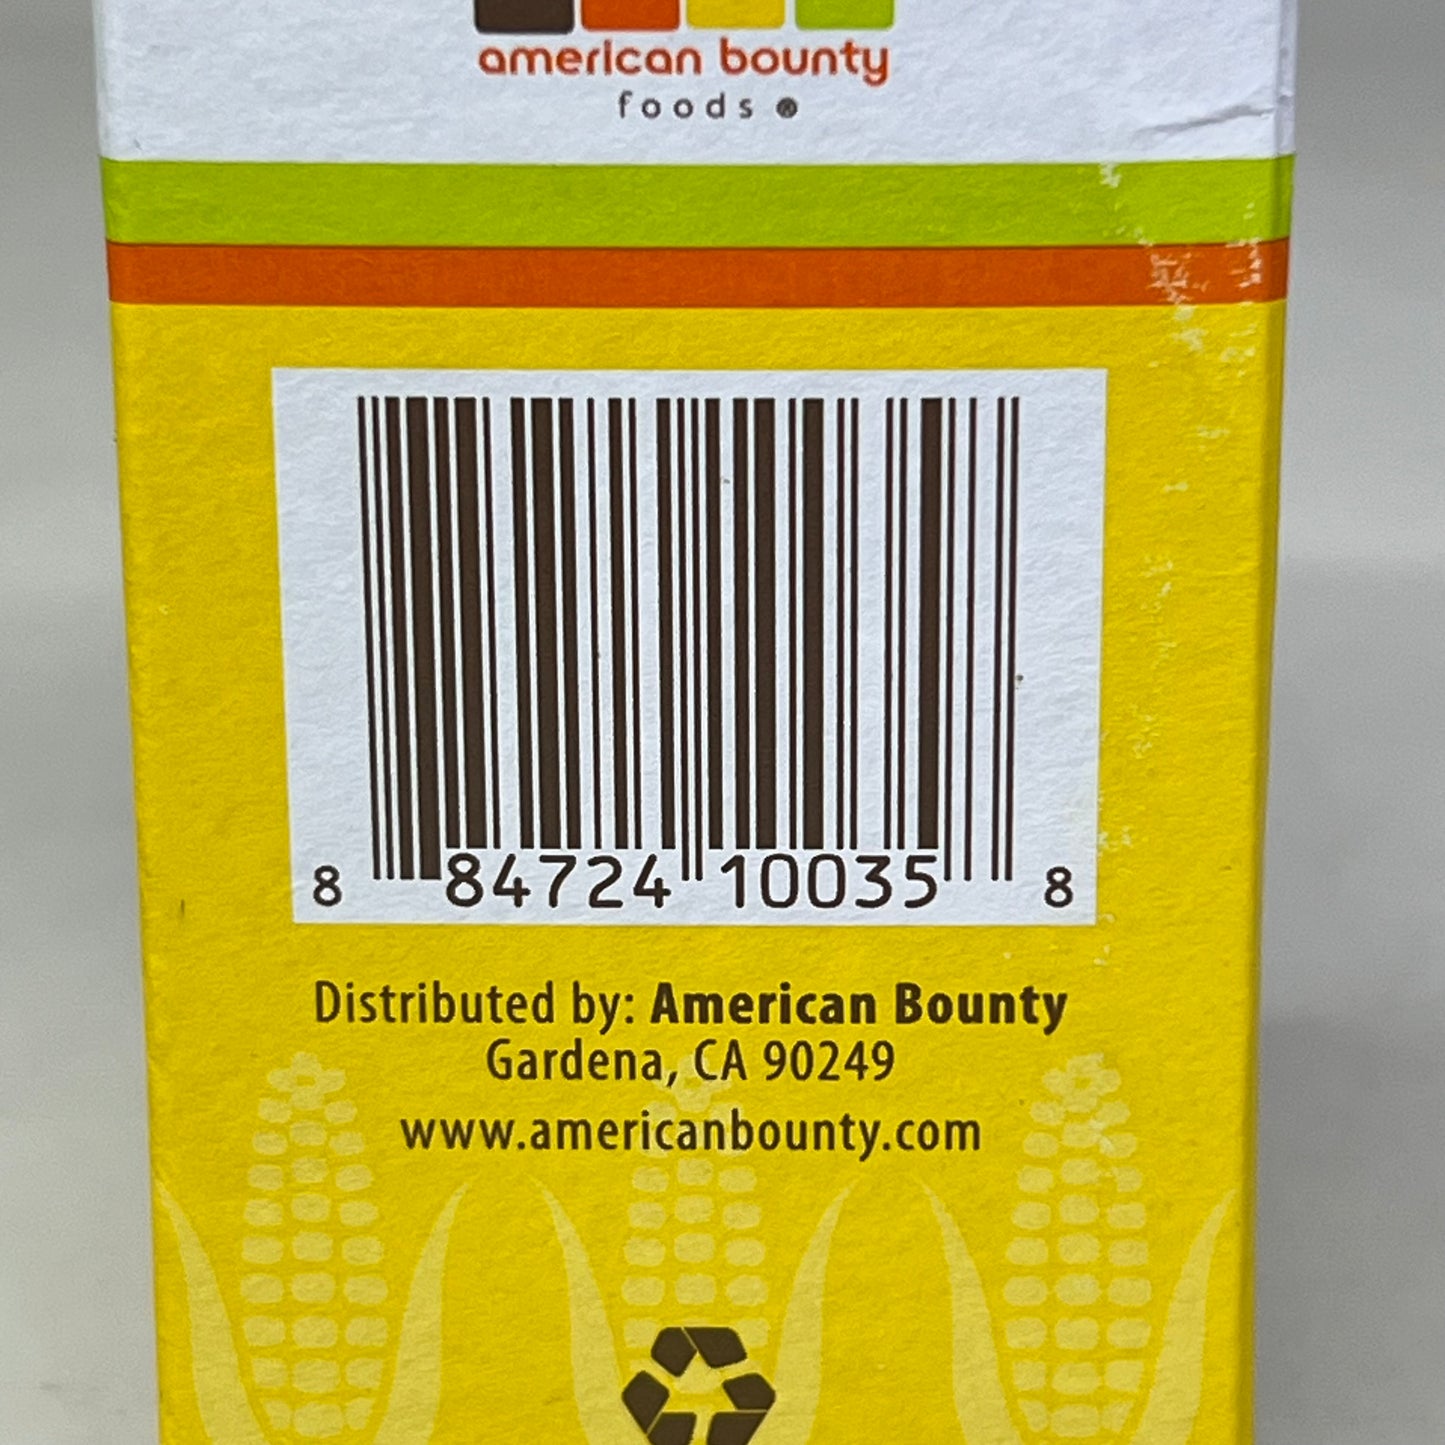 american bounty
foods ®
8 84724 10035 8
Distributed by: American Bounty
Gardena, CA 90249
www.americanbounty.com